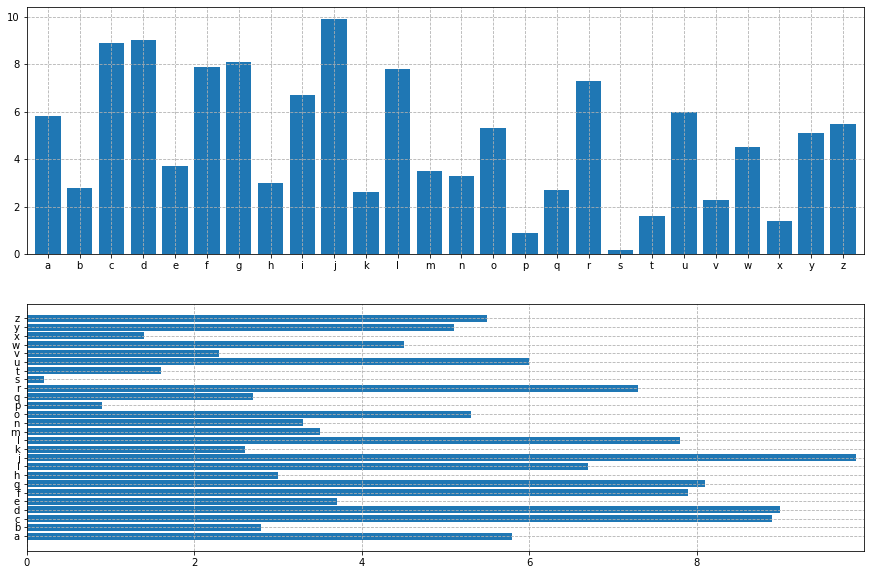 10
8
6
4
2
0
a b c d e f g h i j k l m n o p q r s t u v w x y z
z
y
x
w
v
u
t
s
r
q
p
o
n
m
l
k
j
i
h
g
f
e
d
c
b
a
0 2 4 6 8